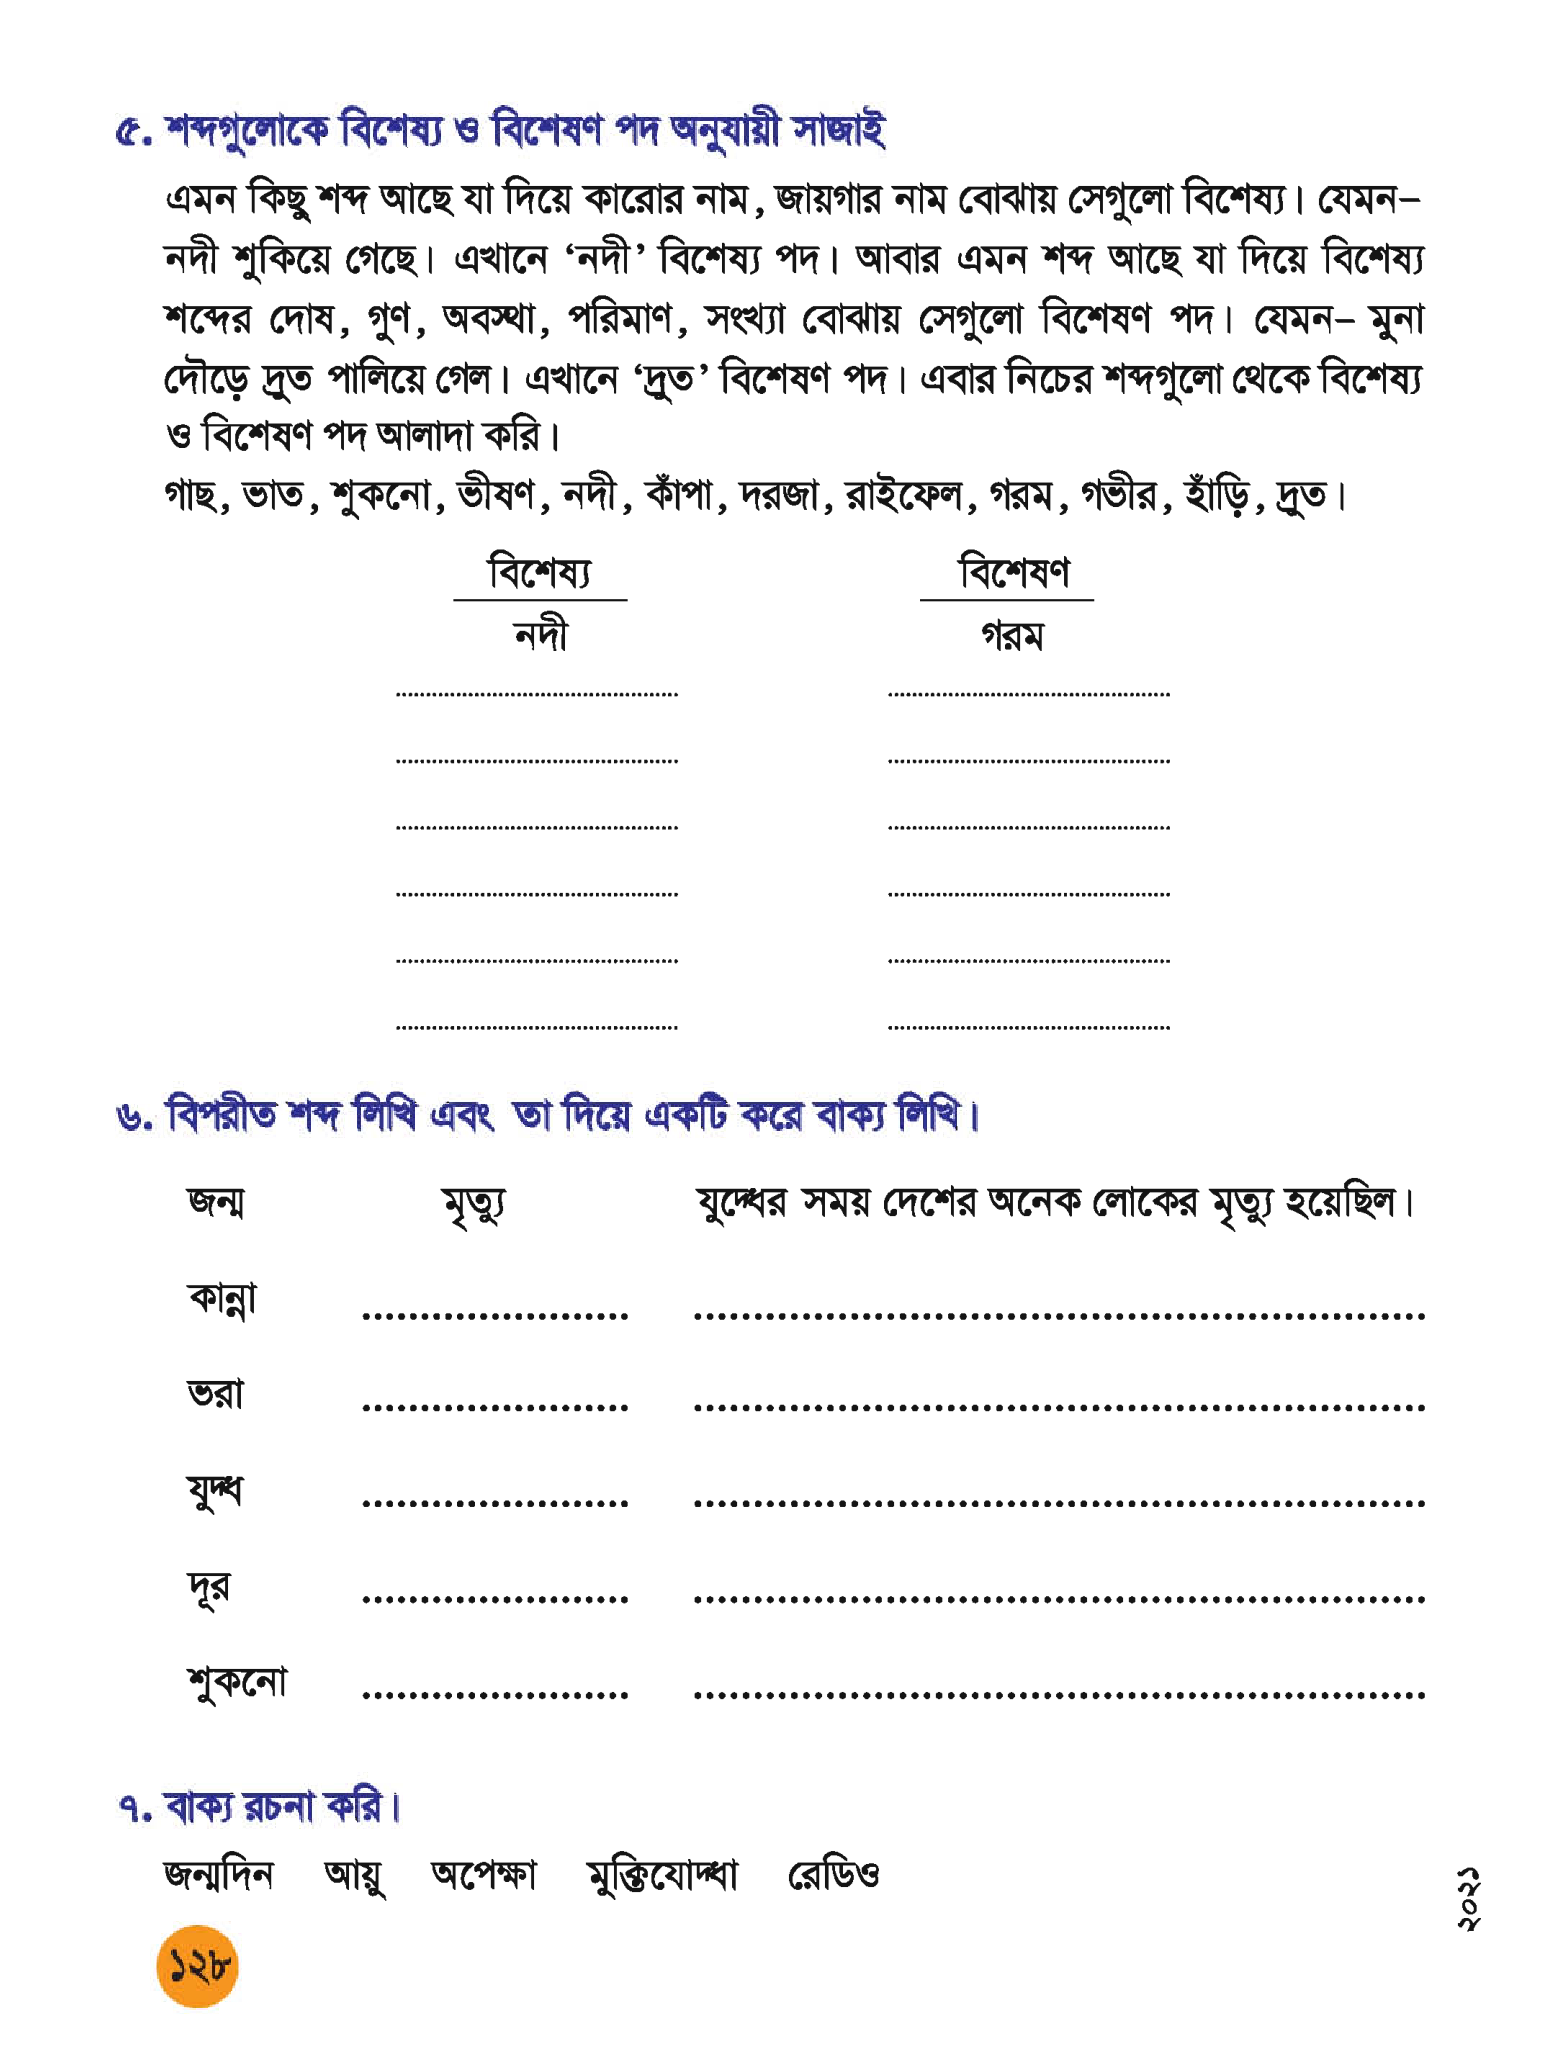 ৫. শব্দগুলোকে বিশেষ্য ও বিশেষণ পদ অনুযায়ী সাজাই
এমন কিছু শব্দ আছে যা দিয়ে কারোর নাম, জায়গার নাম বোঝায় সেগুলো বিশেষ্য। যেমন–
নদী শুকিয়ে গেছে। এখানে ‘নদী’ বিশেষ্য পদ। আবার এমন শব্দ আছে যা দিয়ে বিশেষ্য
শব্দের দোষ, গুণ, অবস্থা, পরিমাণ, সংখ্যা বোঝায় সেগুলো বিশেষণ পদ। যেমন– মুনা
দৌড়ে দ্রুত পালিয়ে গেল। এখানে ‘দ্রুত’ বিশেষণ পদ। এবার নিচের শব্দগুলো থেকে বিশেষ্য
ও বিশেষণ পদ আলাদা করি।
গাছ, ভাত, শুকনো, ভীষণ, নদী, কাঁপা, দরজা, রাইফেল, গরম, গভীর, হাঁড়ি, দ্রুত।
বিশেষ্য বিশেষণ
নদী গরম
৬. বিপরীত শব্দ লিখি এবং তা দিয়ে একটি করে বাক্য লিখি।
জন্ম মৃত্যু যুদ্ধের সময় দেশের অনেক লোকের মৃত্যু হয়েছিল।
কান্না ...................... .............................................................
ভরা ...................... .............................................................
যুদ্ধ ...................... .............................................................
দূর ...................... .............................................................
শুকনো ...................... .............................................................
৭. বাক্য রচনা করি।
জন্মদিন আয়ু অপেক্ষা মুক্তিযোদ্ধা রেডিও
২০২১
১২৮